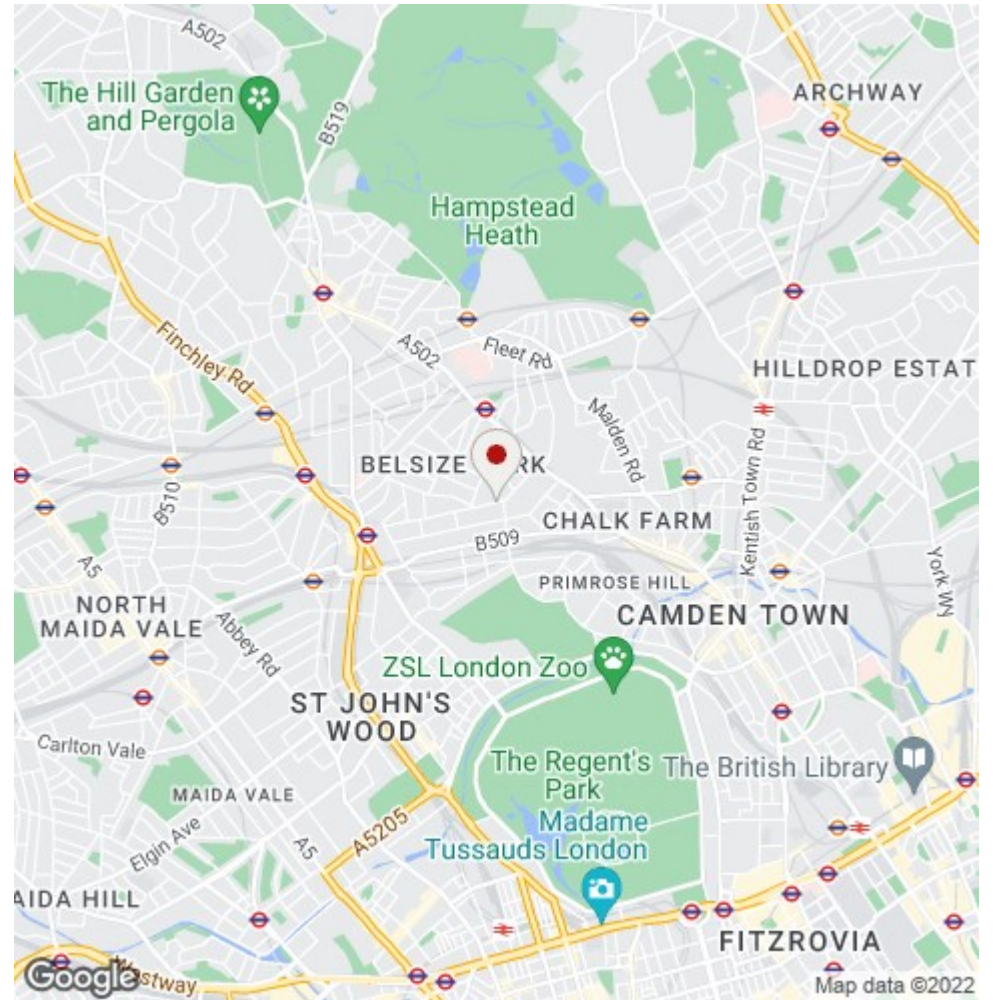 A502
The Hill Garden
and Pergola
B519
ARCHWAY
Hampstead
Heath
Finchley Rd
A502
Fleet Rd
HILLDROP ESTAT
Malden Rd
BELSIZE RK
B510
Kentish Town Rd
CHALK FARM
B509
A5
PRIMROSE HILL
York Wy
NORTH
MAIDA VALE
Abbey Rd
CAMDEN TOWN
ZSL London Zoo
ST JOHN'S
WOOD
Carlton Vale
The Regent's
Park
The British Library
MAIDA VALE
Madame
Tussauds London
Elgin Ave
A5
A5205
AIDA HILL
FITZROVIA
Westway
Google
Map data ©2022